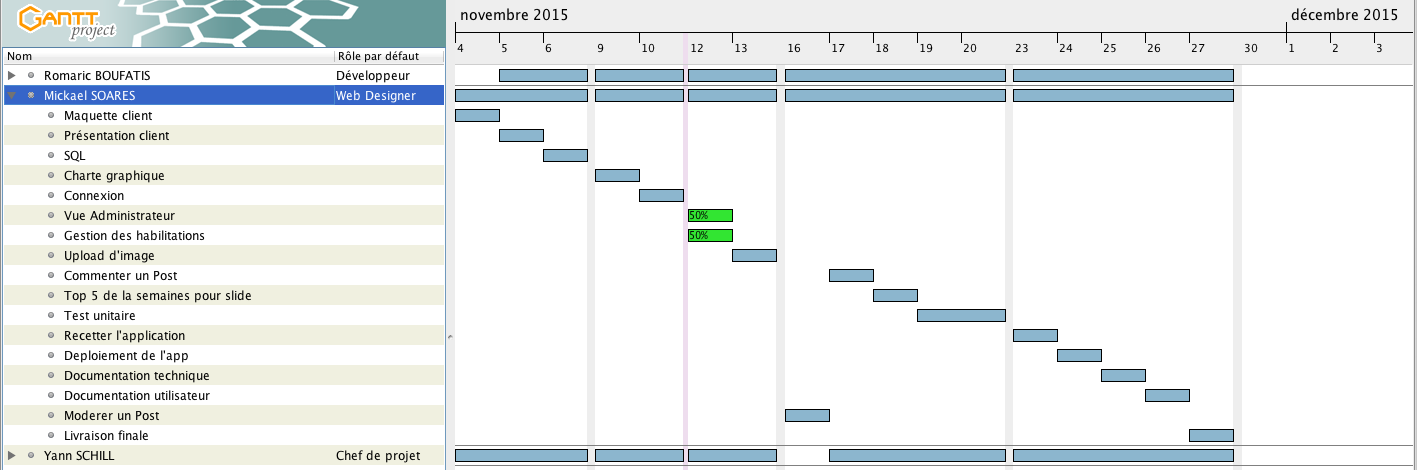 GANTT project
novembre 2015 décembre 2015
4 5 6 9 10 12 13 16 17 18 19 20 23 24 25 26 27 30 1 2 3
Nom Rôle par défaut
Romaric BOUFATIS Développeur
Mickael SOARES Web Designer
Maquette client
Présentation client
SQL
Charte graphique
Connexion
Vue Administrateur 50%
Gestion des habilitations 50%
Upload d'image
Commenter un Post
Top 5 de la semaines pour slide
Test unitaire
Recetter l'application
Deploiement de l'app
Documentation technique
Documentation utilisateur
Moderer un Post
Livraison finale
Yann SCHILL Chef de projet